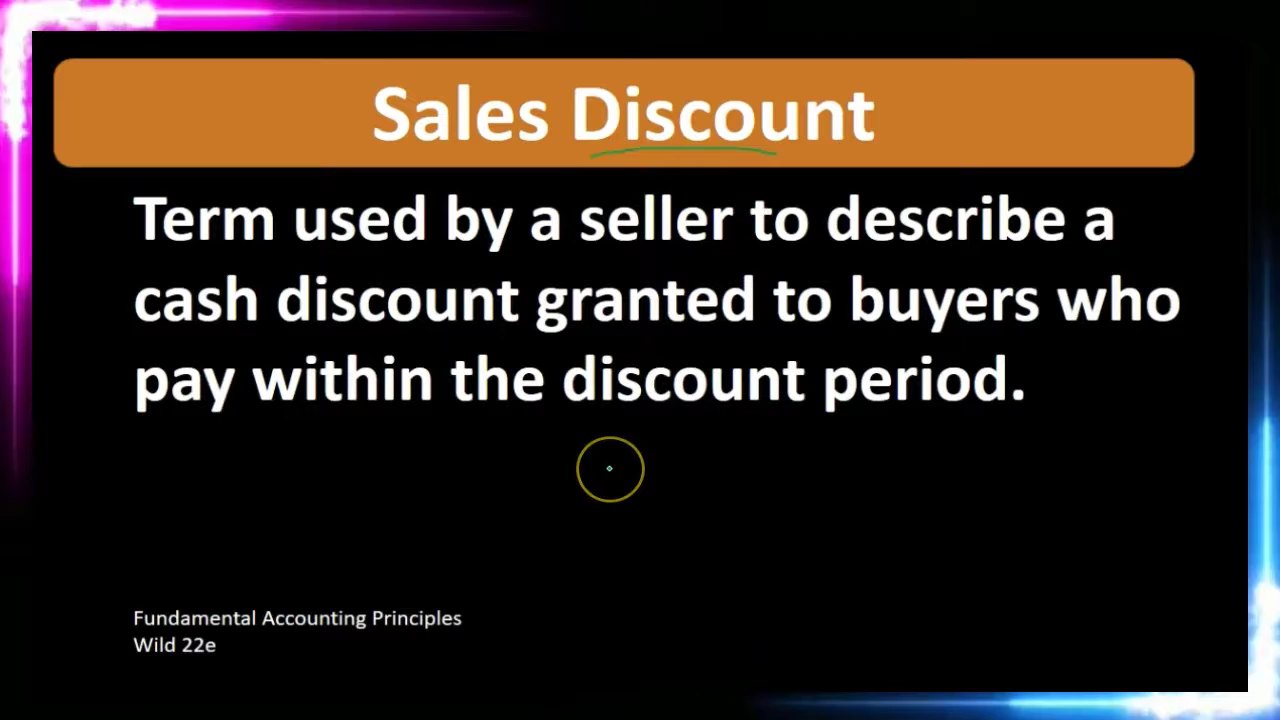 Sales Discount
Term used by a seller to describe a
cash discount granted to buyers who
pay within the discount period.
Fundamental Accounting Principles
Wild 22e